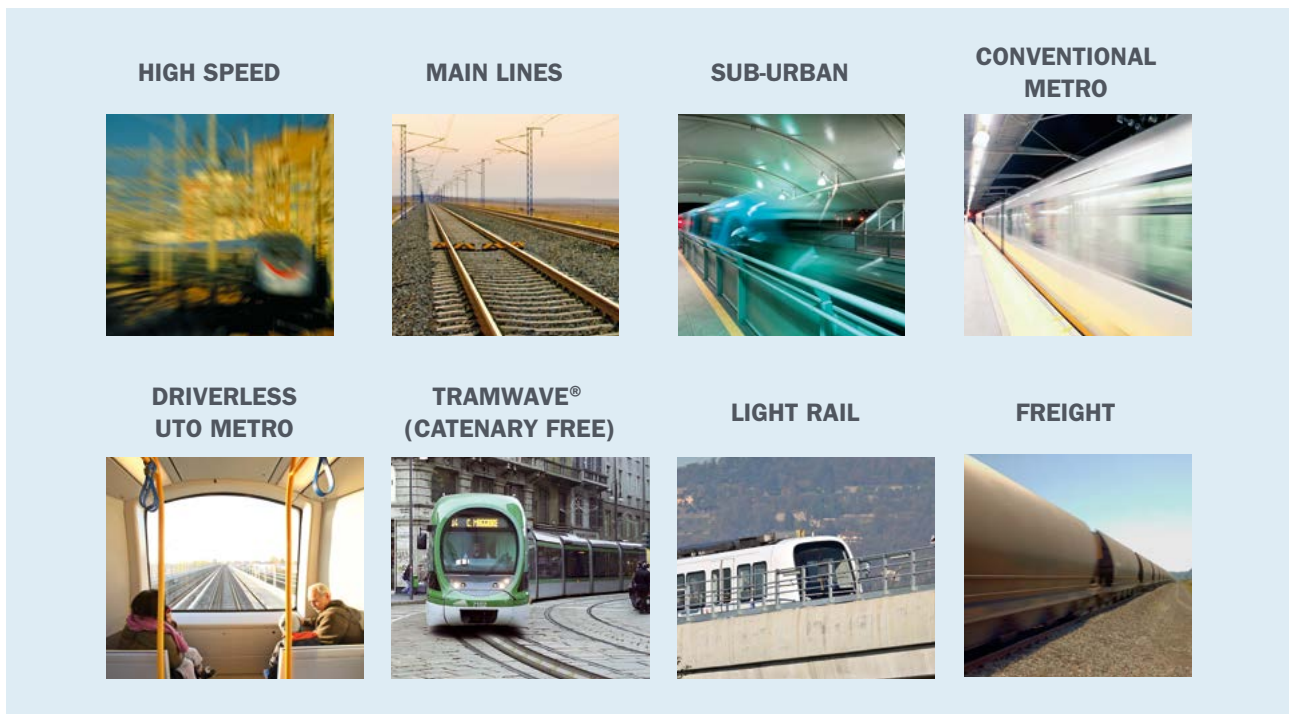 HIGH SPEED
MAIN LINES
SUB-URBAN
CONVENTIONAL
METRO
DRIVERLESS
UTO METRO
TRAMWAVE®
(CATENARY FREE)
LIGHT RAIL
FREIGHT